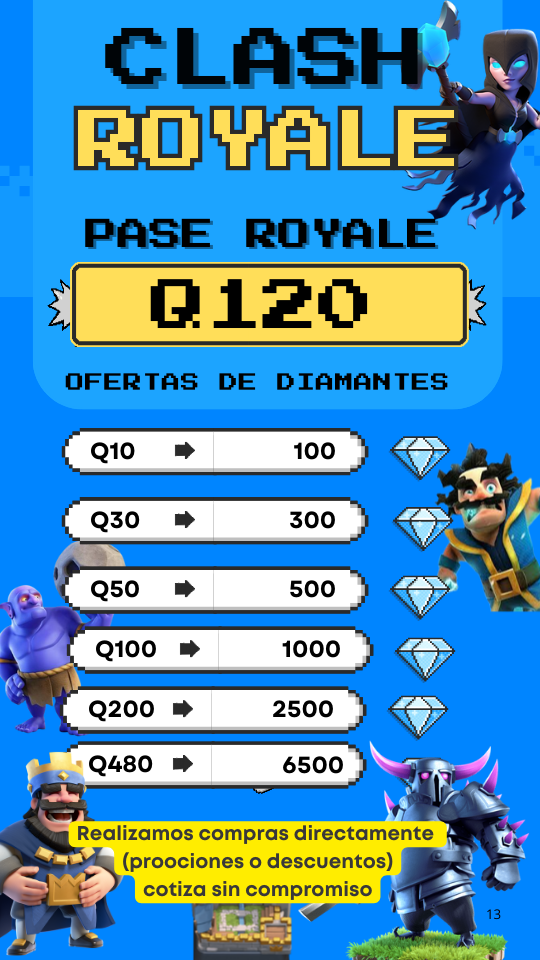 CLASH
ROYALE
PASE ROYALE
Q120
OFERTAS DE DIAMANTES
Q10 ➡ 100
Q30 ➡ 300
Q50 ➡ 500
Q100 ➡ 1000
Q200 ➡ 2500
Q480 ➡ 6500
Realizamos compras directamente
(proociones o descuentos)
cotiza sin compromiso
13